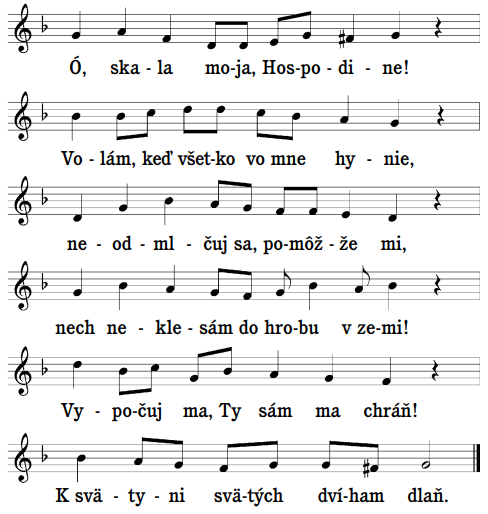 Ó, ska - la mo-ja, Hos-po - di - ne!
Vo - lám, keď všet-ko vo mne hy - nie,
ne - od - ml - čuj sa, po-môž-že mi,
nech ne - kle-sám do hro-bu v ze-mi!
Vy - po-čuj ma, Ty sám ma chráň!
K svä - ty - ni svä-tých dví-ham dlaň.